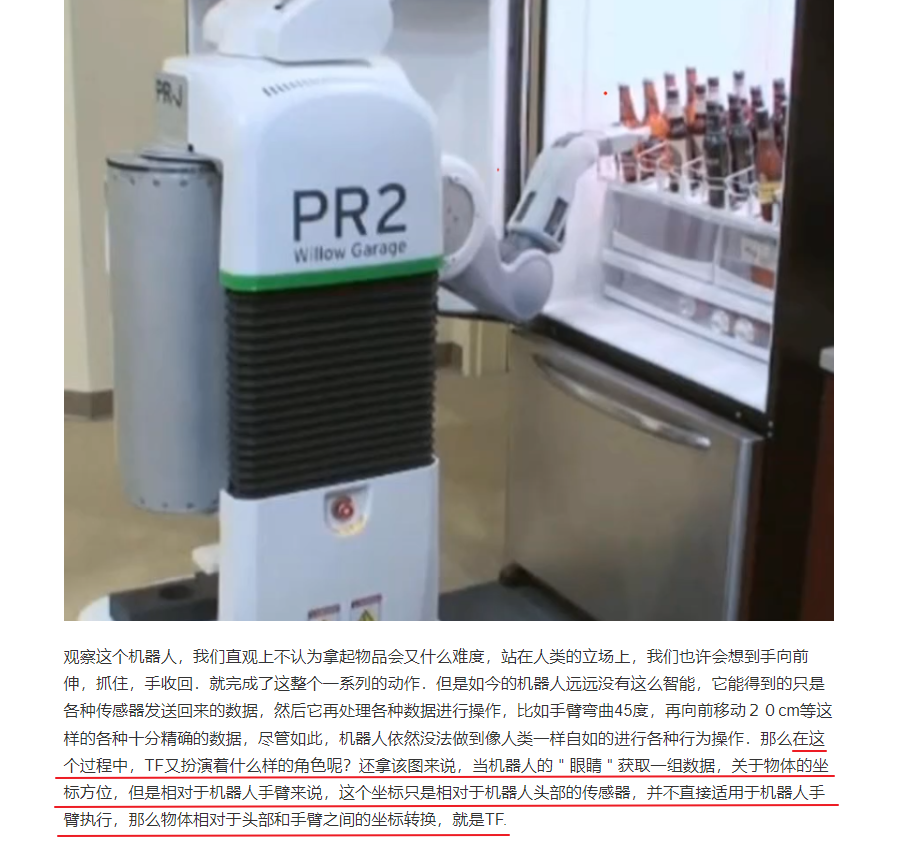 PR-J
PR2
Willow Garage
观察这个机器人，我们直观上不认为拿起物品会又什么难度，站在人类的立场上，我们也许会想到手向前
伸，抓住，手收回．就完成了这整个一系列的动作．但是如今的机器人远远没有这么智能，它能得到的只是
各种传感器发送回来的数据，然后它再处理各种数据进行操作，比如手臂弯曲45度，再向前移动２０cm等这
样的各种十分精确的数据，尽管如此，机器人依然没法做到像人类一样自如的进行各种行为操作．那么在这
个过程中，TF又扮演着什么样的角色呢？还拿该图来说，当机器人的＂眼睛＂获取一组数据，关于物体的坐
标方位，但是相对于机器人手臂来说，这个坐标只是相对于机器人头部的传感器，并不直接适用于机器人手
臂执行，那么物体相对于头部和手臂之间的坐标转换，就是TF.